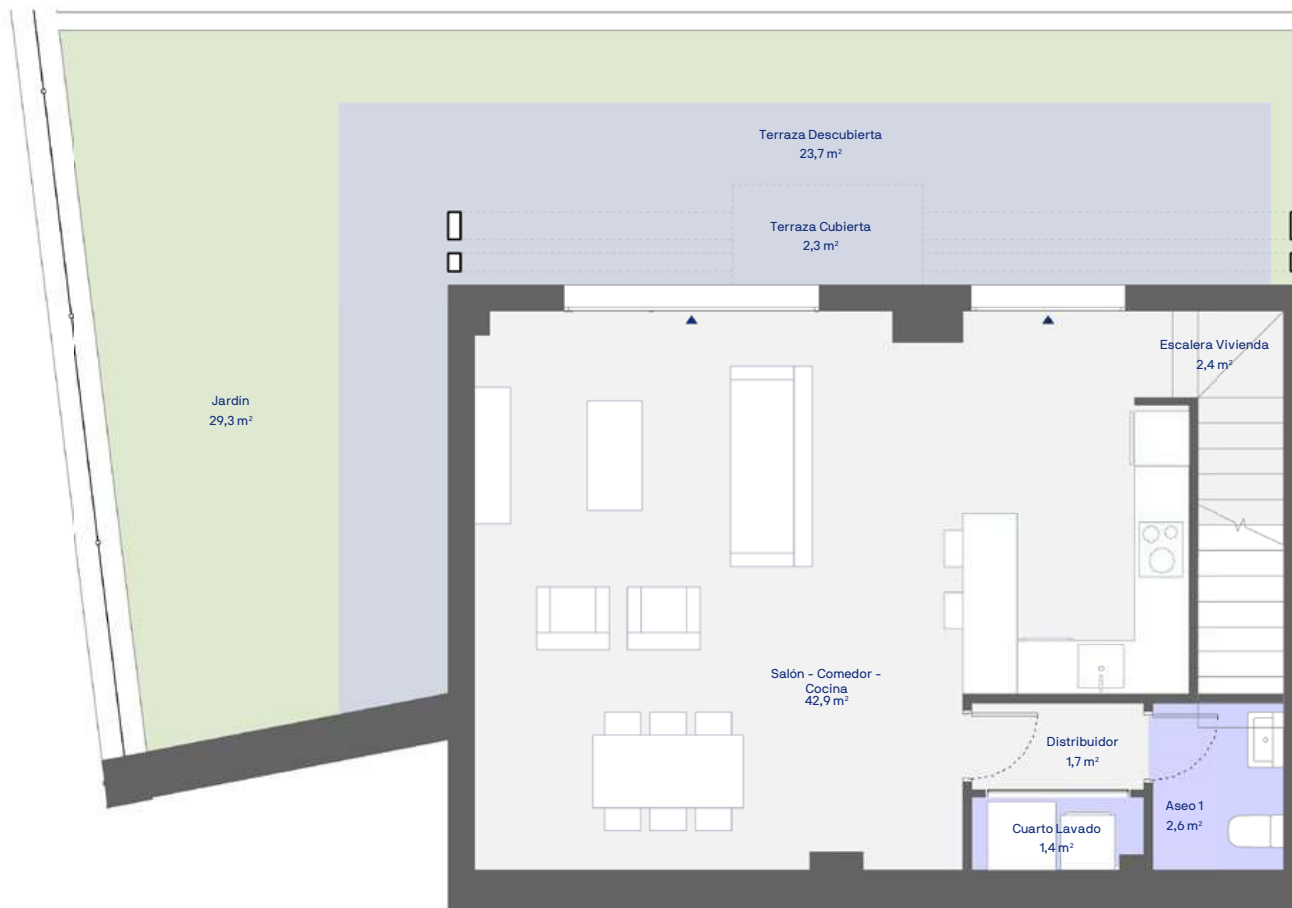 Terraza Descubierta
23,7 m²
Terraza Cubierta
2,3 m²
Escalera Vivienda
2,4 m²
Jardín
29,3 m²
Salón - Comedor -
Cocina
42,9 m²
Distribuidor
1,7 m²
Aseo 1
2,6 m²
Cuarto Lavado
1,4 m²